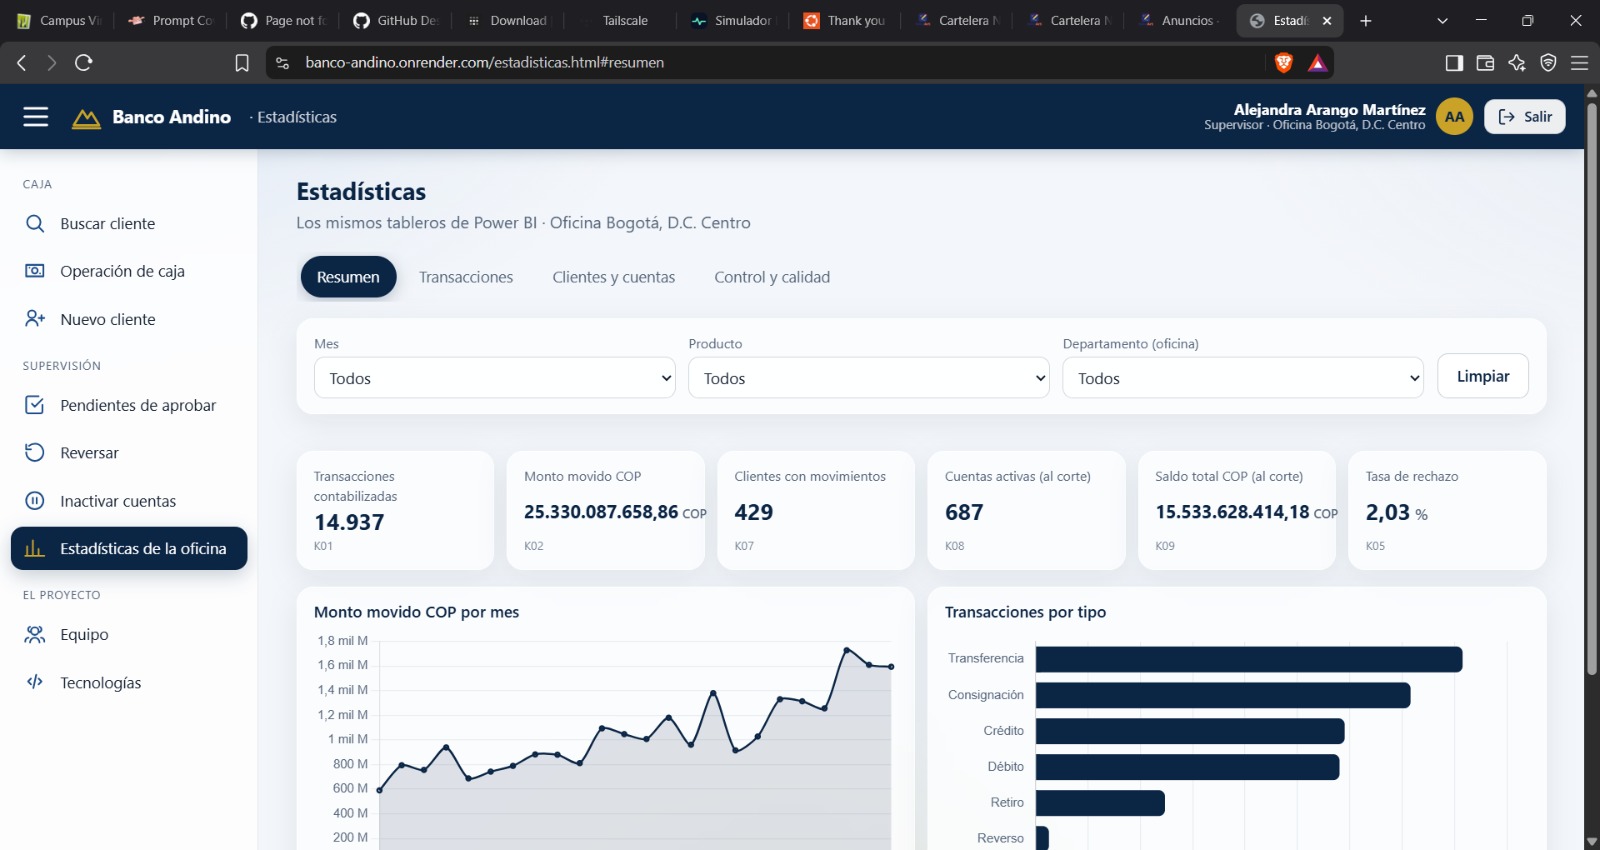 Campus Vi
Prompt Co
Page not fo
GitHub De
Download
Tailscale
Simulador
Thank you
Cartelera N
Cartelera N
Anuncios
Estadís
banco-andino.onrender.com/estadisticas.html#resumen
Banco Andino · Estadísticas
Alejandra Arango Martínez
Supervisor · Oficina Bogotá, D.C. Centro
AA
Salir
CAJA
Buscar cliente
Operación de caja
Nuevo cliente
SUPERVISIÓN
Pendientes de aprobar
Reversar
Inactivar cuentas
Estadísticas de la oficina
EL PROYECTO
Equipo
Tecnologías
Estadísticas
Los mismos tableros de Power BI · Oficina Bogotá, D.C. Centro
Resumen
Transacciones
Clientes y cuentas
Control y calidad
Mes
Todos
Producto
Todos
Departamento (oficina)
Todos
Limpiar
Transacciones
contabilizadas
14.937
K01
Monto movido COP
25.330.087.658,86 COP
K02
Clientes con movimientos
429
K07
Cuentas activas (al corte)
687
K08
Saldo total COP (al corte)
15.533.628.414,18 COP
K09
Tasa de rechazo
2,03 %
K05
Monto movido COP por mes
1,8 mil M
1,6 mil M
1,4 mil M
1,2 mil M
1 mil M
800 M
600 M
400 M
200 M
Transacciones por tipo
Transferencia
Consignación
Crédito
Débito
Retiro
Reverso